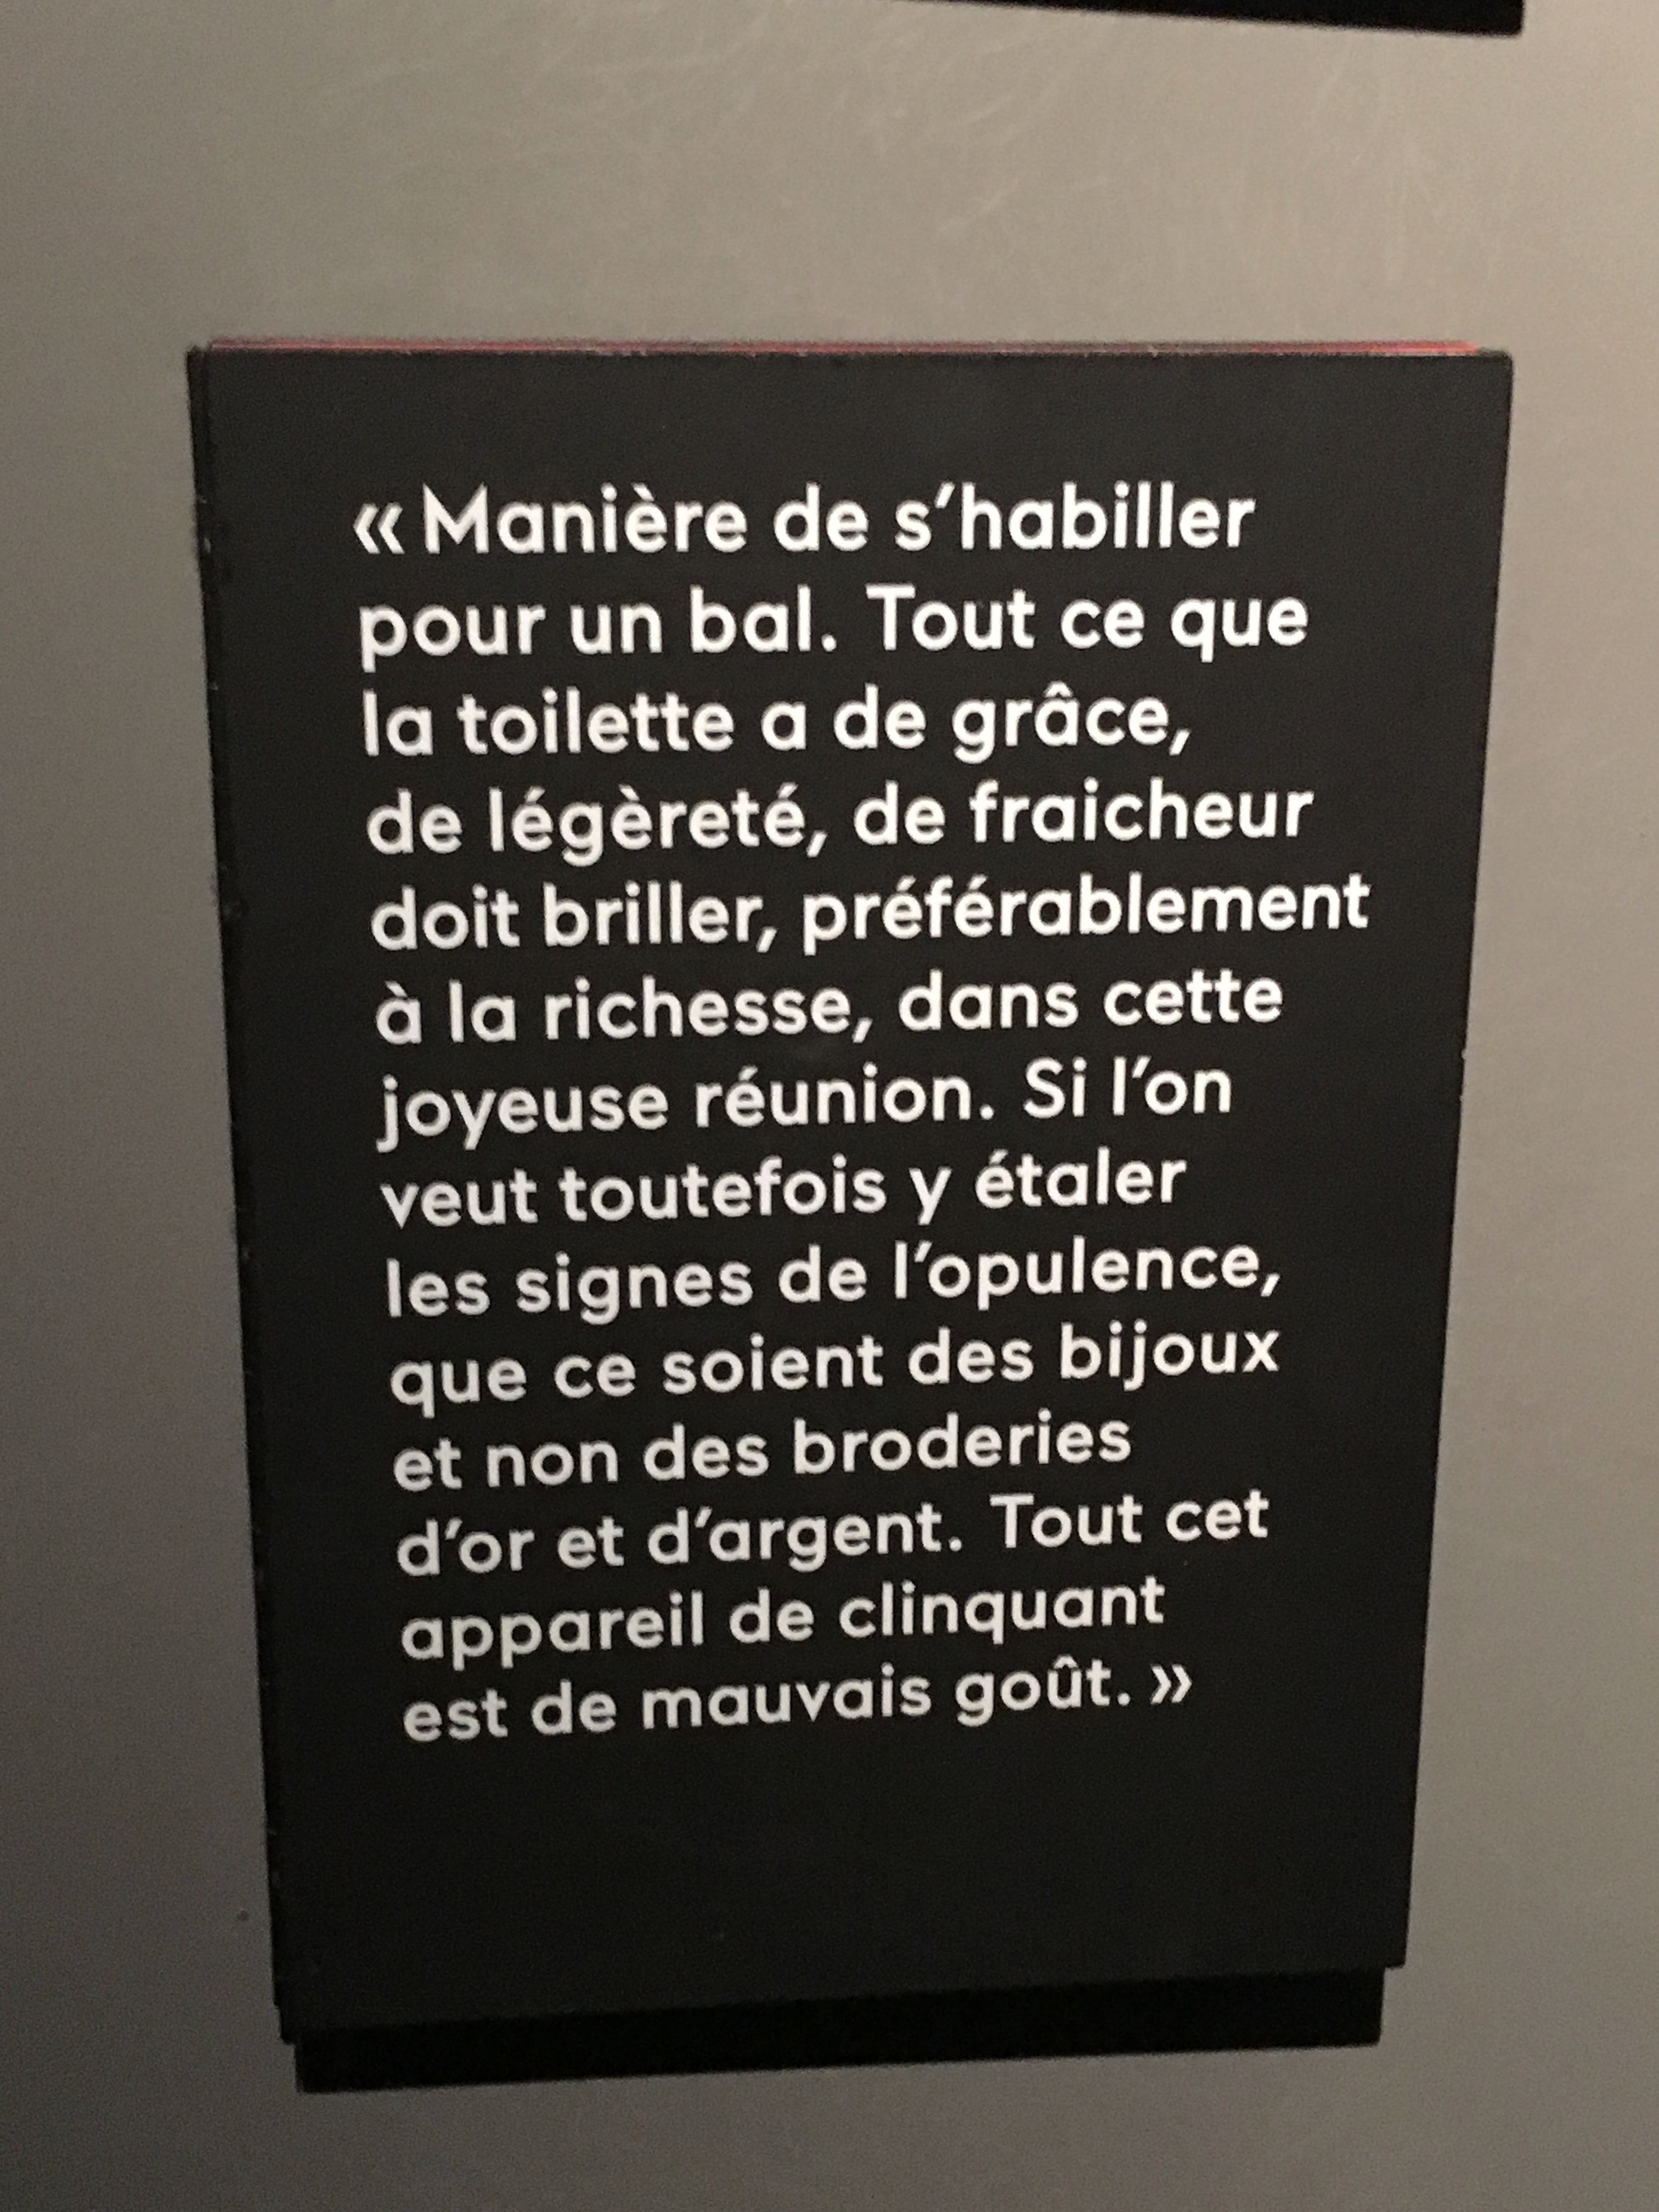 « Manière de s’habiller
pour un bal. Tout ce que
la toilette a de grâce,
de légèreté, de fraicheur
doit briller, préférablement
à la richesse, dans cette
joyeuse réunion. Si l’on
veut toutefois y étaler
les signes de l’opulence,
que ce soient des bijoux
et non des broderies
d’or et d’argent. Tout cet
appareil de clinquant
est de mauvais goût. »